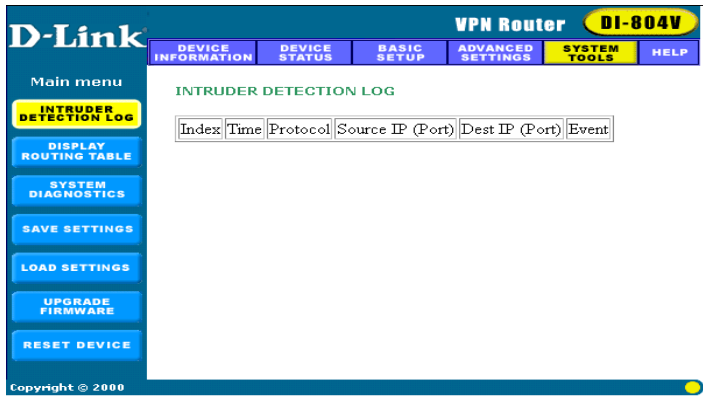 D-Link
VPN Router DI-804V
DEVICE INFORMATION
DEVICE STATUS
BASIC SETUP
ADVANCED SETTINGS
SYSTEM TOOLS
HELP
Main menu
INTRUDER
DETECTION LOG
DISPLAY
ROUTING TABLE
SYSTEM
DIAGNOSTICS
SAVE SETTINGS
LOAD SETTINGS
UPGRADE
FIRMWARE
RESET DEVICE
INTRUDER DETECTION LOG
Index Time Protocol Source IP (Port) Dest IP (Port) Event
Copyright © 2000